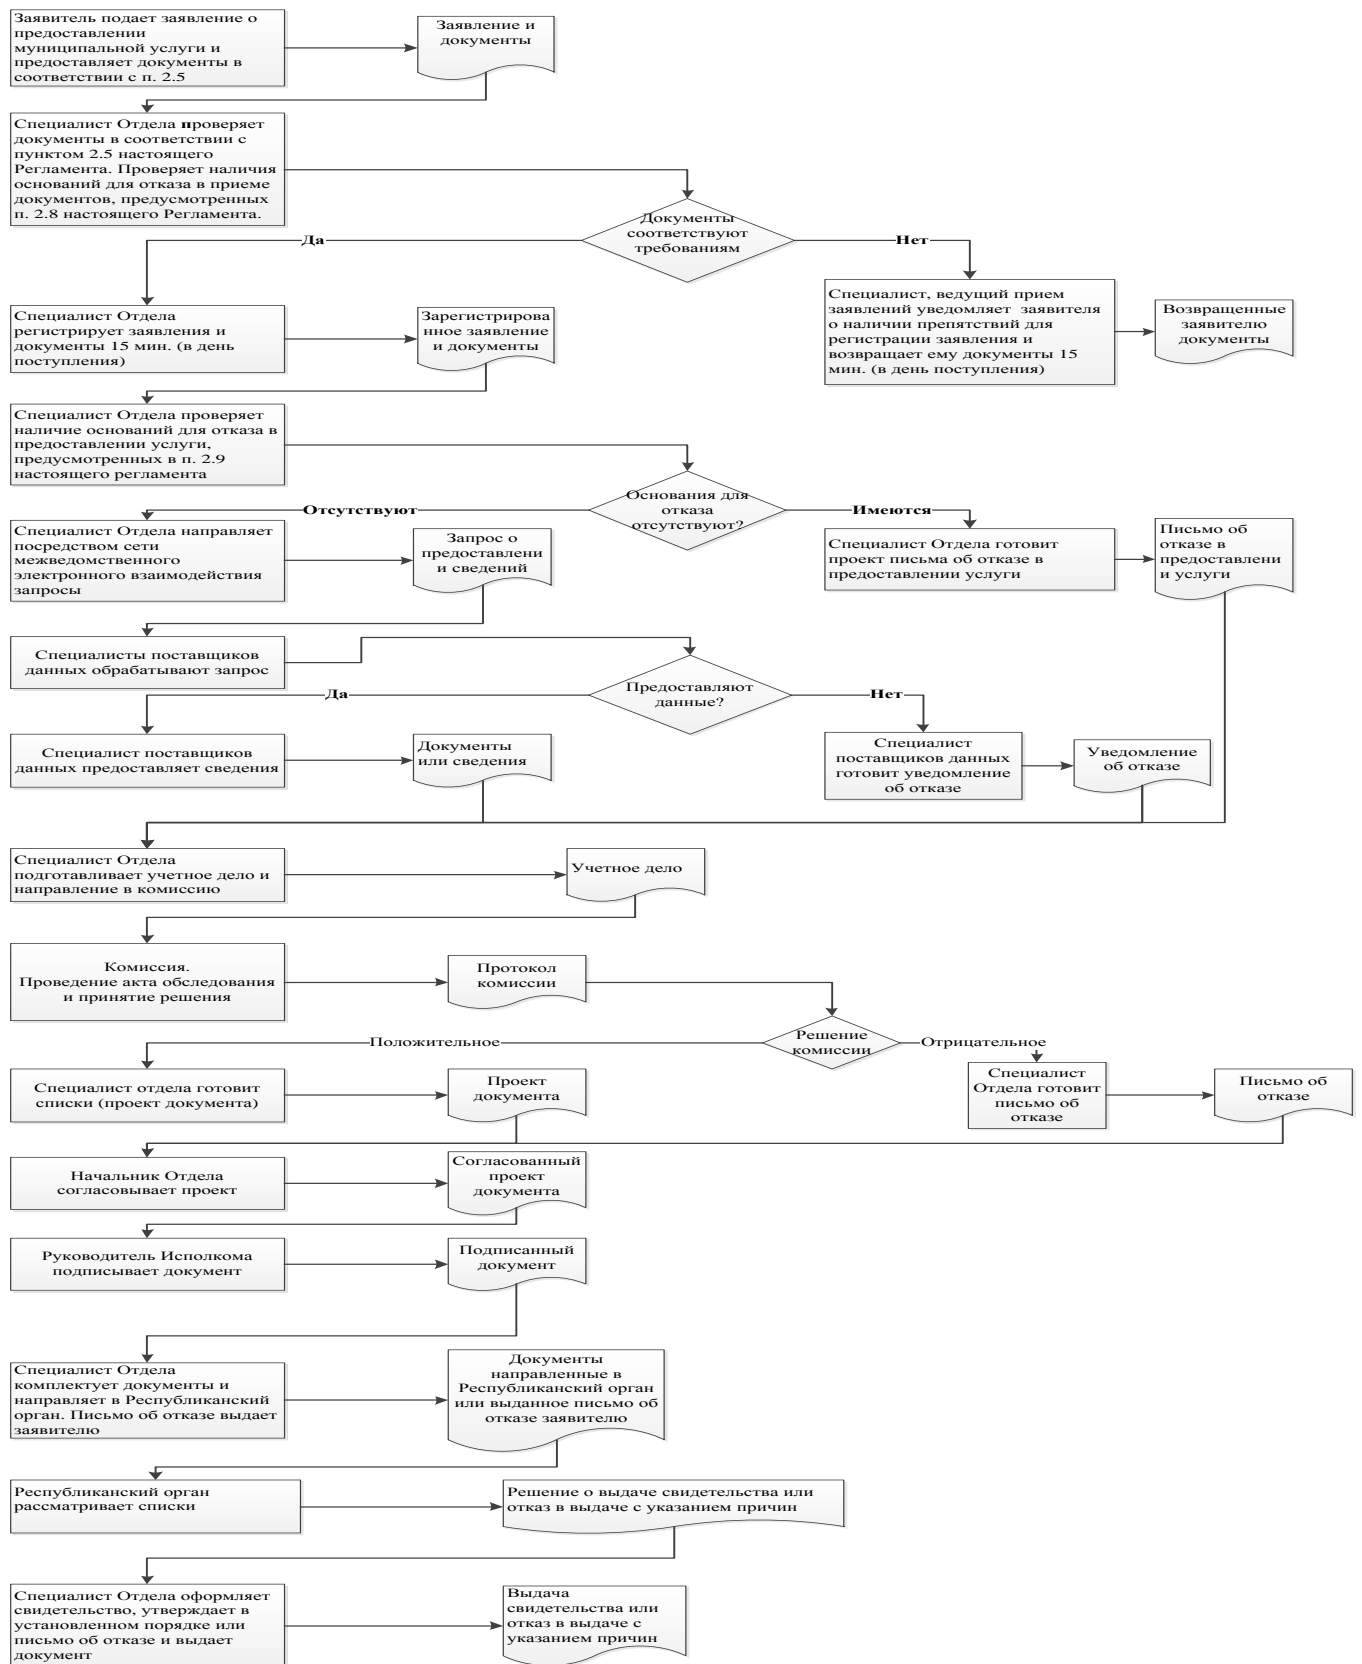 Заявитель подает заявление о
предоставлении
муниципальной услуги и
предоставляет документы в
соответствии с п. 2.5
Заявление и
документы
Специалист Отдела проверяет
документы в соответствии с
пунктом 2.5 настоящего
Регламента. Проверяет наличия
оснований для отказа в приеме
документов, предусмотренных
п. 2.8 настоящего Регламента.
Документы
соответствуют
требованиям
Да
Нет
Специалист Отдела
регистрирует заявления и
документы 15 мин. (в день
поступления)
Зарегистрирова
нное заявление
и документы
Специалист, ведущий прием
заявлений уведомляет заявителя
о наличии препятствий для
регистрации заявления и
возвращает ему документы 15
мин. (в день поступления)
Возвращенные
заявителю
документы
Специалист Отдела проверяет
наличие оснований для отказа в
предоставлении услуги,
предусмотренных в п. 2.9
настоящего регламента
Основания для
отказа
отсутствуют?
Отсутствуют
Имеются
Специалист Отдела направляет
посредством сети
межведомственного
электронного взаимодействия
запросы
Запрос о
предоставлени
и сведений
Специалист Отдела готовит
проект письма об отказе в
предоставлении услуги
Письмо об
отказе в
предоставлени
и услуги
Специалисты поставщиков
данных обрабатывают запрос
Предоставляют
данные?
Да
Нет
Специалист поставщиков
данных предоставляет сведения
Документы
или сведения
Специалист
поставщиков данных
готовит уведомление
об отказе
Уведомление
об отказе
Специалист Отдела
подготавливает учетное дело и
направление в комиссию
Учетное дело
Комиссия.
Проведение акта обследования
и принятие решения
Протокол
комиссии
Решение
комиссии
Положительное
Отрицательное
Специалист отдела готовит
списки (проект документа)
Проект
документа
Специалист
Отдела готовит
письмо об
отказе
Письмо об
отказе
Начальник Отдела
согласовывает проект
Согласованный
проект
документа
Руководитель Исполкома
подписывает документ
Подписанный
документ
Специалист Отдела
комплектует документы и
направляет в Республиканский
орган. Письмо об отказе выдает
заявителю
Документы
направленные в
Республиканский орган
или выданное письмо об
отказе заявителю
Республиканский орган
рассматривает списки
Решение о выдаче свидетельства или
отказ в выдаче с указанием причин
Специалист Отдела оформляет
свидетельство, утверждает в
установленном порядке или
письмо об отказе и выдает
документ
Выдача
свидетельства или
отказ в выдаче с
указанием причин